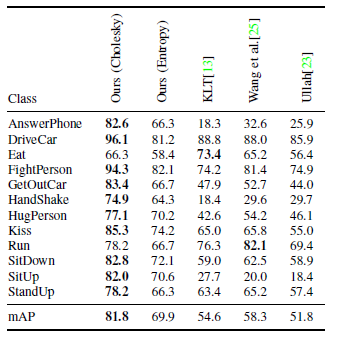 Class Ours (Cholesky) Ours (Entropy) KLT[13] Wang et al.[25] Ullah[23]
AnswerPhone 82.6 66.3 18.3 32.6 25.9
DriveCar 96.1 81.2 88.8 88.0 85.9
Eat 66.3 58.4 73.4 65.2 56.4
FightPerson 94.3 82.1 74.2 81.4 74.9
GetOutCar 83.4 66.7 47.9 52.7 44.0
HandShake 74.9 64.3 18.4 29.6 29.7
HugPerson 77.1 70.2 42.6 54.2 46.1
Kiss 85.3 74.2 65.0 65.8 55.0
Run 78.2 66.7 76.3 82.1 69.4
SitDown 82.8 72.1 59.0 62.5 58.9
SitUp 82.0 70.6 27.7 20.0 18.4
StandUp 78.2 66.3 63.4 65.2 57.4
mAP 81.8 69.9 54.6 58.3 51.8